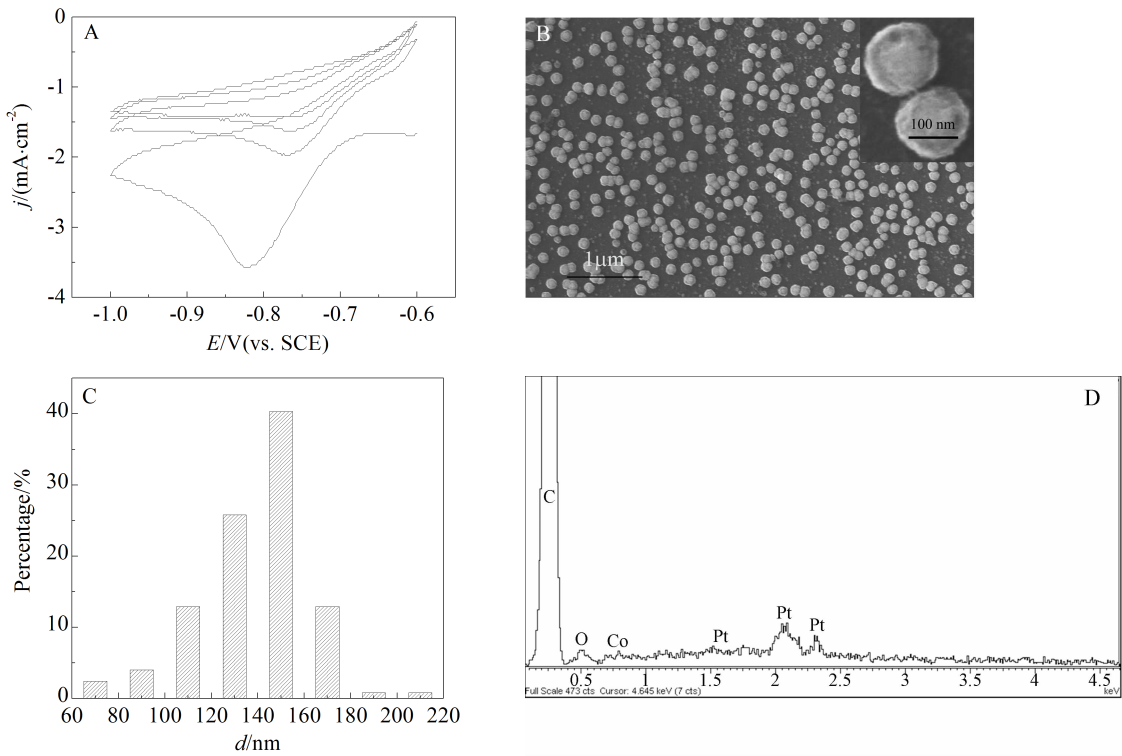 A
0
-1
-2
-3
-4
j/(mA·cm⁻²)
-1.0 -0.9 -0.8 -0.7 -0.6
E/V(vs. SCE)
B
100 nm
1μm
C
40
30
20
10
0
Percentage/%
60 80 100 120 140 160 180 200 220
d/nm
D
C
O
Co
Pt
Pt
Pt
0.5 1 1.5 2 2.5 3 3.5 4 4.5
Full Scale 473 cts Cursor: 4.645 keV (7 cts)
keV